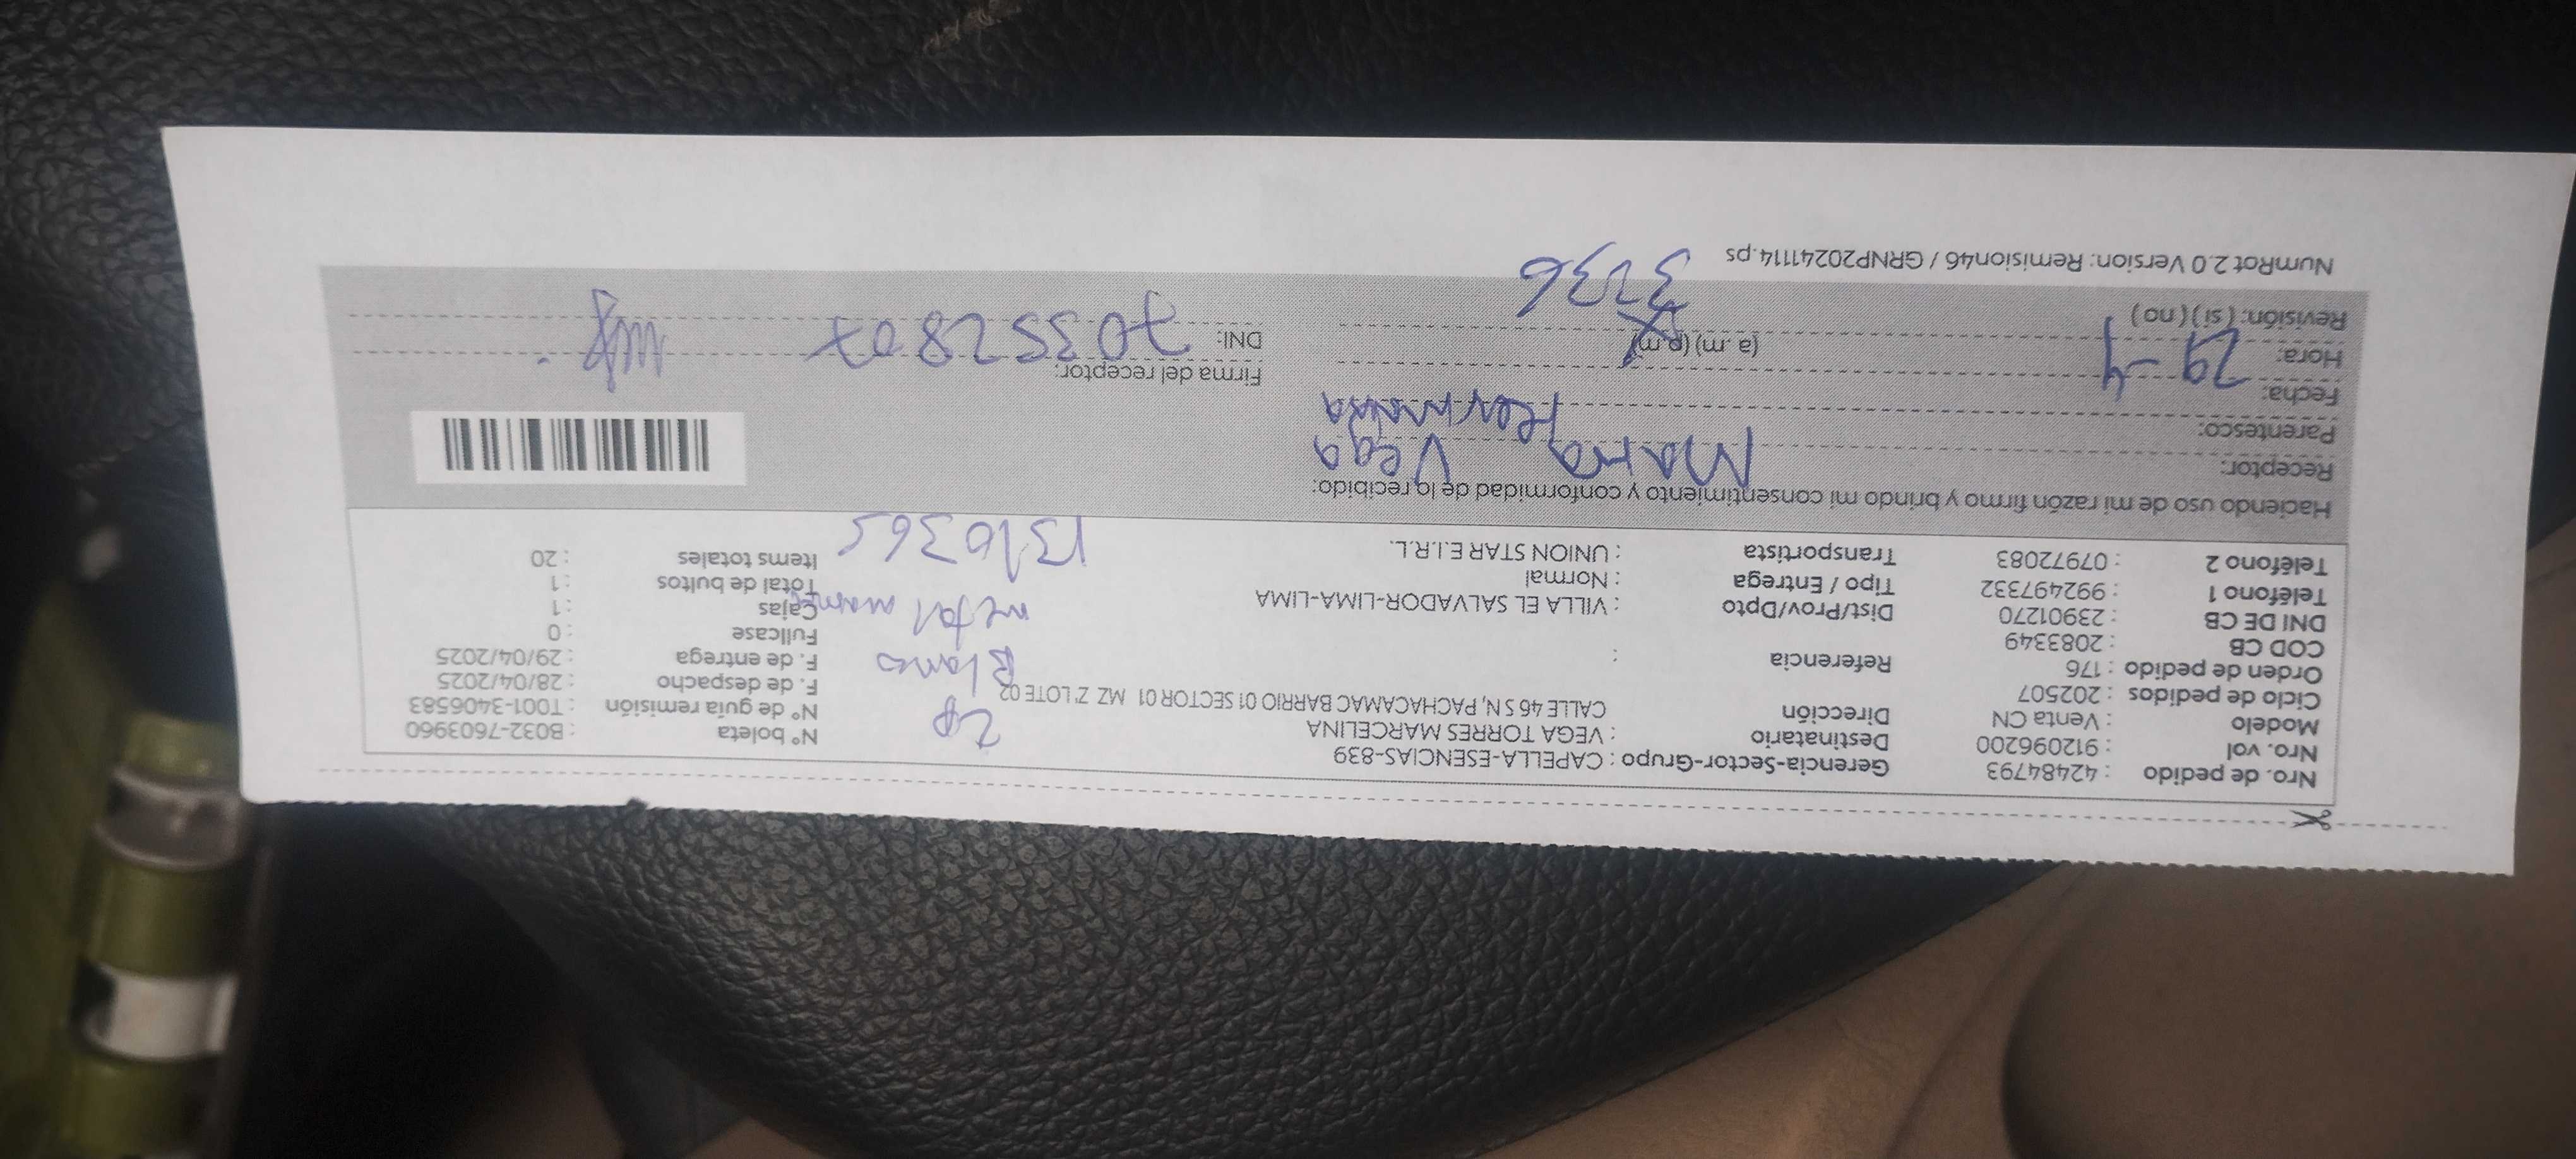 Nro. de pedido : 42484793
Nro. vol : 912096200
Modelo : Venta CN
Ciclo de pedidos : 202507
Orden de pedido : 176
COD CB : 2083349
DNI DE CB : 23901270
Teléfono 1 : 992497332
Teléfono 2 : 07972083
Gerencia-Sector-Grupo : CAPELLA-ESENCIAS-839
Destinatario : VEGA TORRES MARCELINA
Dirección CALLE 46 S N, PACHACAMAC BARRIO 01 SECTOR 01 MZ Z' LOTE 02
Referencia :
Dist/Prov/Dpto : VILLA EL SALVADOR-LIMA-LIMA
Tipo / Entrega : Normal
Transportista : UNION STAR E.I.R.L.
2p
Blanco
metal
1310365
N° boleta : B032-7603960
N° de guía remisión : T001-3406583
F. de despacho : 28/04/2025
F. de entrega : 29/04/2025
Fullcase : 0
Cajas : 1
Total de bultos : 1
Items totales : 20
Haciendo uso de mi razón firmo y brindo mi consentimiento y conformidad de lo recibido:
Receptor: Maria Vega
Parentesco: Hermana
Fecha: 29-4
Hora: (a.m) (p.m) X
Revisión: ( si ) ( no )
3236
Firma del receptor:
DNI: 70352807
NumRot 2.0 Version: Remision46 / GRNP20241114.ps